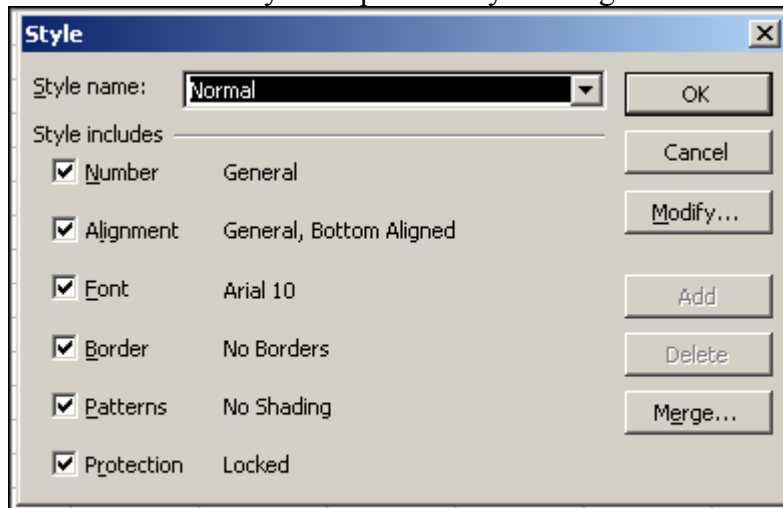 Style
Style name: Normal
OK
Style includes
Cancel
Number General
Modify...
Alignment General, Bottom Aligned
Font Arial 10
Add
Border No Borders
Delete
Patterns No Shading
Merge...
Protection Locked